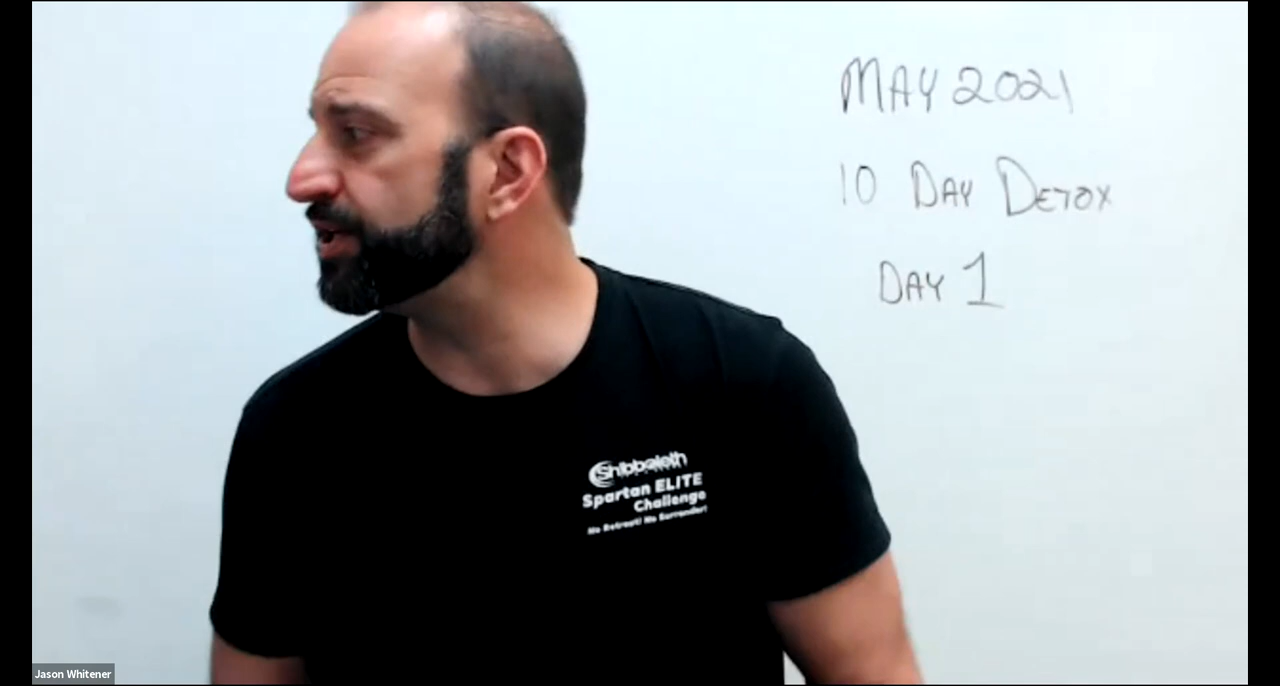 MAY 2021
10 DAY DETOX
DAY 1
Shibboleth
Spartan ELITE
Challenge
No Retreat! No Surrender!
Jason Whitener